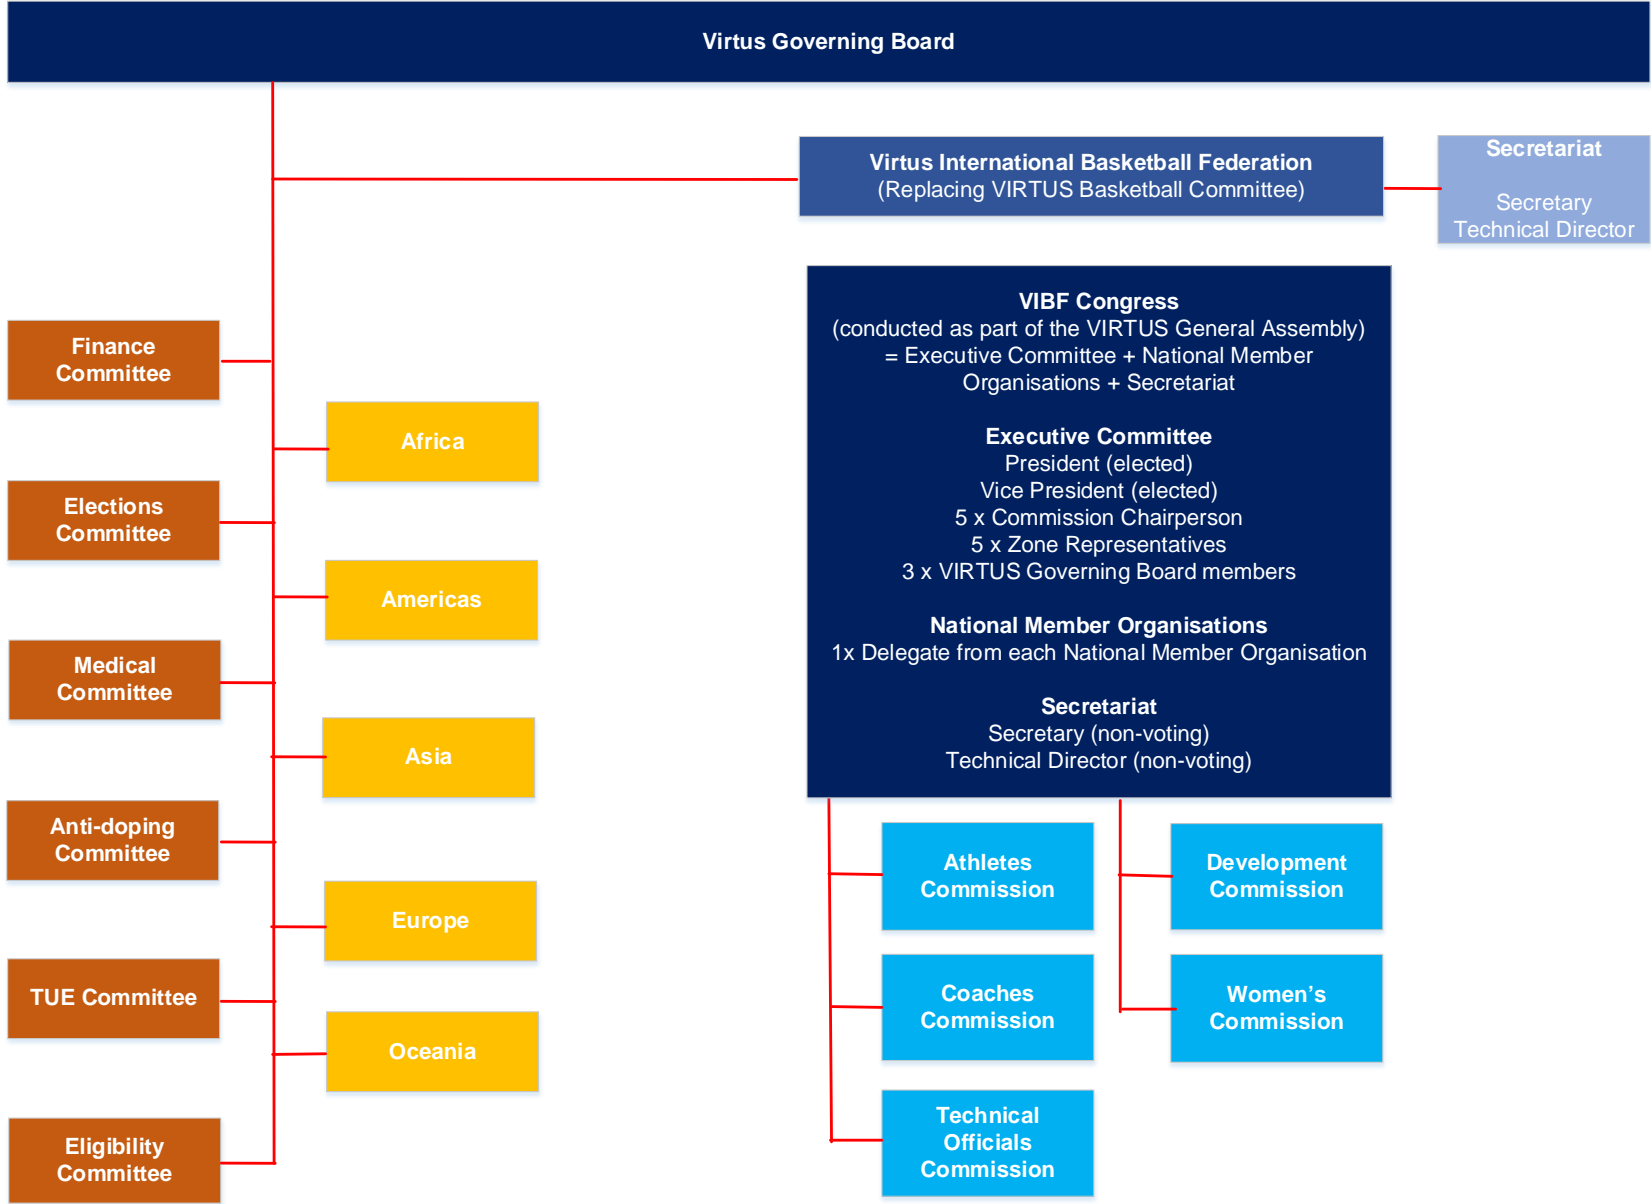 Virtus Governing Board
Virtus International Basketball Federation
(Replacing VIRTUS Basketball Committee)
Secretariat
Secretary
Technical Director
VIBF Congress
(conducted as part of the VIRTUS General Assembly)
= Executive Committee + National Member
Organisations + Secretariat
Executive Committee
President (elected)
Vice President (elected)
5 x Commission Chairperson
5 x Zone Representatives
3 x VIRTUS Governing Board members
National Member Organisations
1x Delegate from each National Member Organisation
Secretariat
Secretary (non-voting)
Technical Director (non-voting)
Finance
Committee
Elections
Committee
Medical
Committee
Anti-doping
Committee
TUE Committee
Eligibility
Committee
Africa
Americas
Asia
Europe
Oceania
Athletes
Commission
Coaches
Commission
Technical
Officials
Commission
Development
Commission
Women’s
Commission